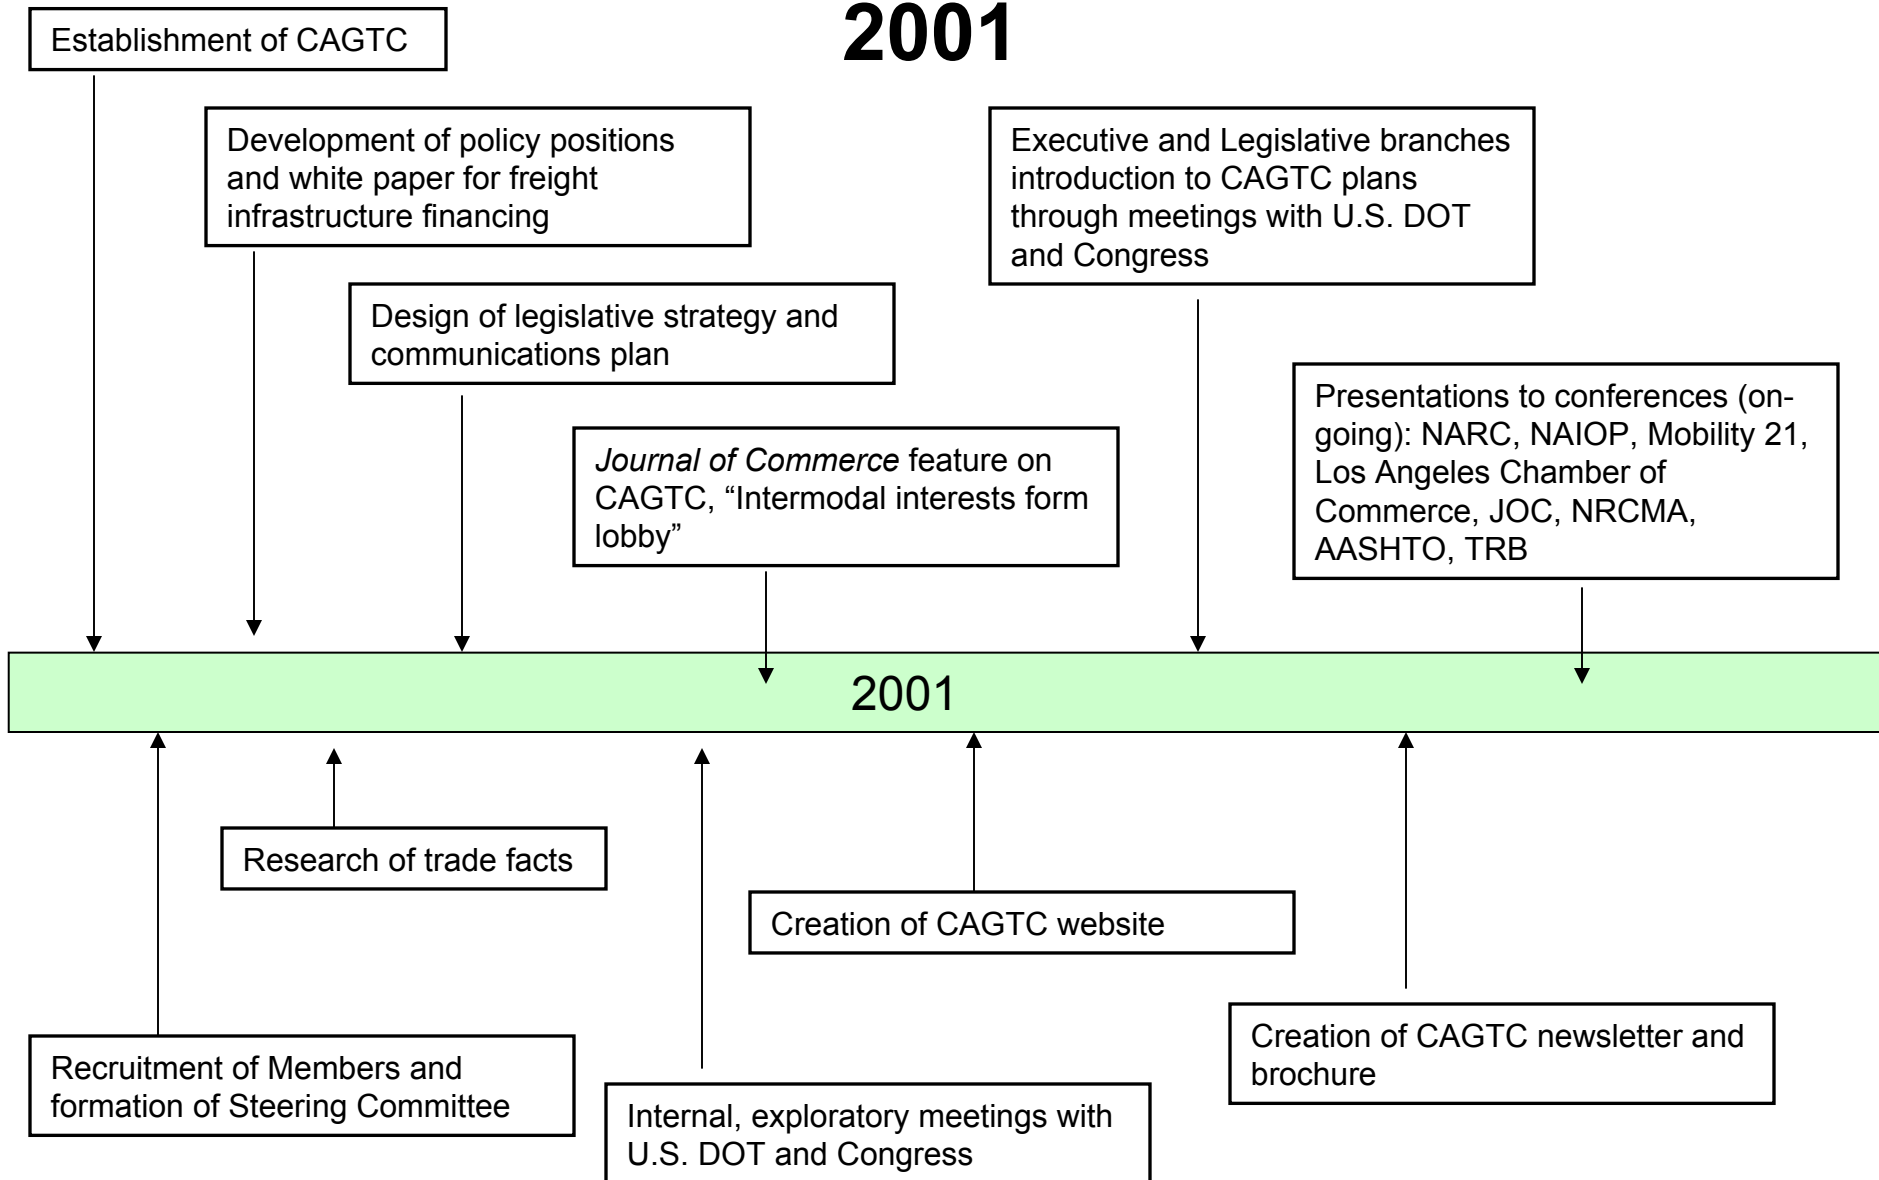 2001
Establishment of CAGTC
Development of policy positions
and white paper for freight
infrastructure financing
Executive and Legislative branches
introduction to CAGTC plans
through meetings with U.S. DOT
and Congress
Design of legislative strategy and
communications plan
Journal of Commerce feature on
CAGTC, “Intermodal interests form
lobby”
Presentations to conferences (on-
going): NARC, NAIOP, Mobility 21,
Los Angeles Chamber of
Commerce, JOC, NRCMA,
AASHTO, TRB
2001
Research of trade facts
Creation of CAGTC website
Recruitment of Members and
formation of Steering Committee
Internal, exploratory meetings with
U.S. DOT and Congress
Creation of CAGTC newsletter and
brochure